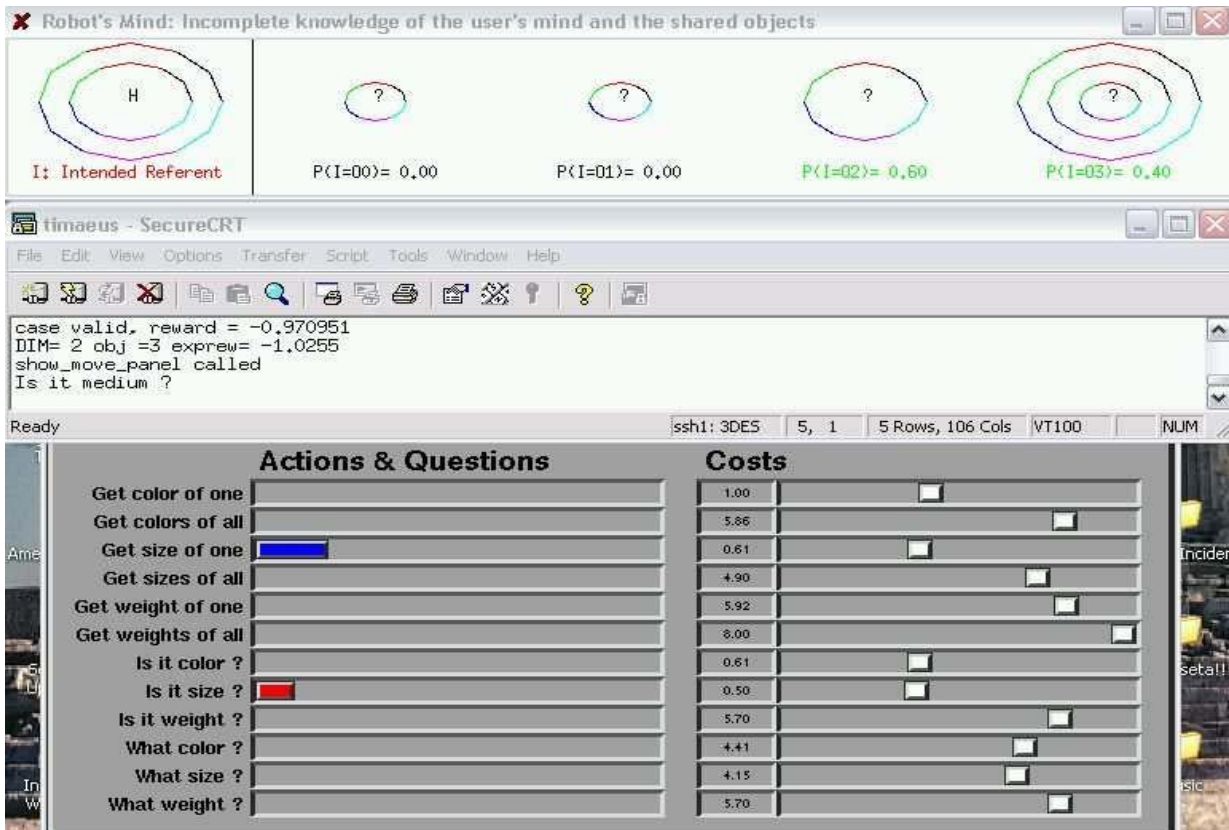 Robot's Mind: Incomplete knowledge of the user's mind and the shared objects
H ? ? ? ?
I: Intended Referent P(I=00)= 0.00 P(I=01)= 0.00 P(I=02)= 0.60 P(I=03)= 0.40
timaeus - SecureCRT
File Edit View Options Transfer Script Tools Window Help
case valid, reward = -0.970951
DIM= 2 obj =3 exprew= -1.0255
show_move_panel called
Is it medium ?
Ready ssh1: 3DES 5, 1 5 Rows, 106 Cols VT100 NUM
Actions & Questions Costs
Get color of one 1.00
Get colors of all 5.86
Get size of one 0.61
Get sizes of all 4.90
Get weight of one 5.92
Get weights of all 8.00
Is it color ? 0.61
Is it size ? 0.50
Is it weight ? 5.70
What color ? 4.41
What size ? 4.15
What weight ? 5.70